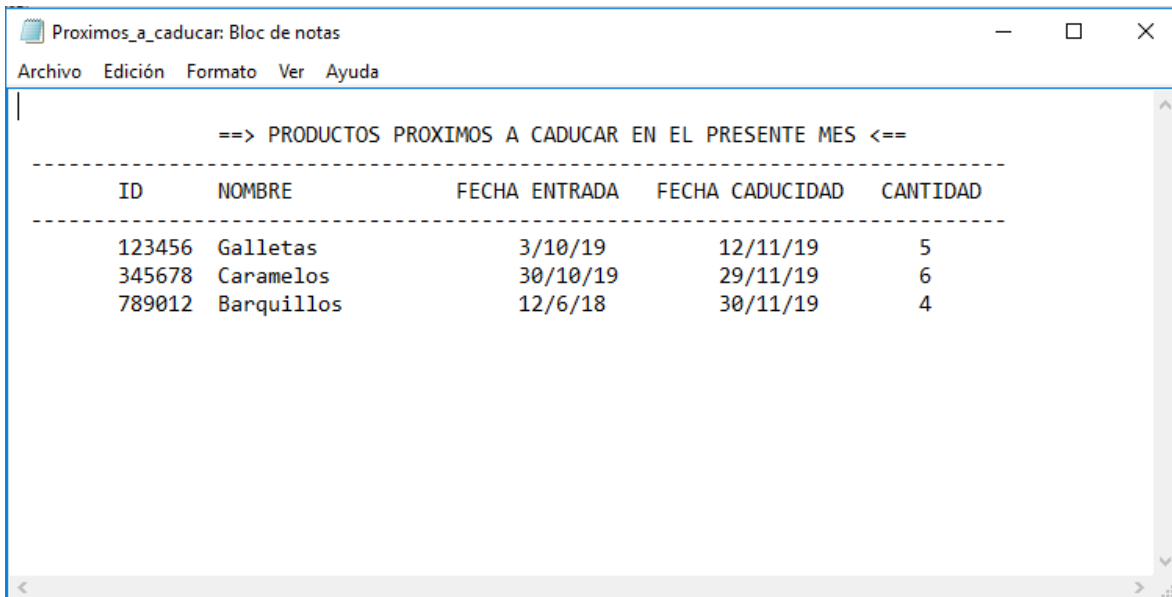 Proximos_a_caducar: Bloc de notas
Archivo Edición Formato Ver Ayuda
==> PRODUCTOS PROXIMOS A CADUCAR EN EL PRESENTE MES <==
------------------------------------------------------------------------------
ID NOMBRE FECHA ENTRADA FECHA CADUCIDAD CANTIDAD
------------------------------------------------------------------------------
123456 Galletas 3/10/19 12/11/19 5
345678 Caramelos 30/10/19 29/11/19 6
789012 Barquillos 12/6/18 30/11/19 4